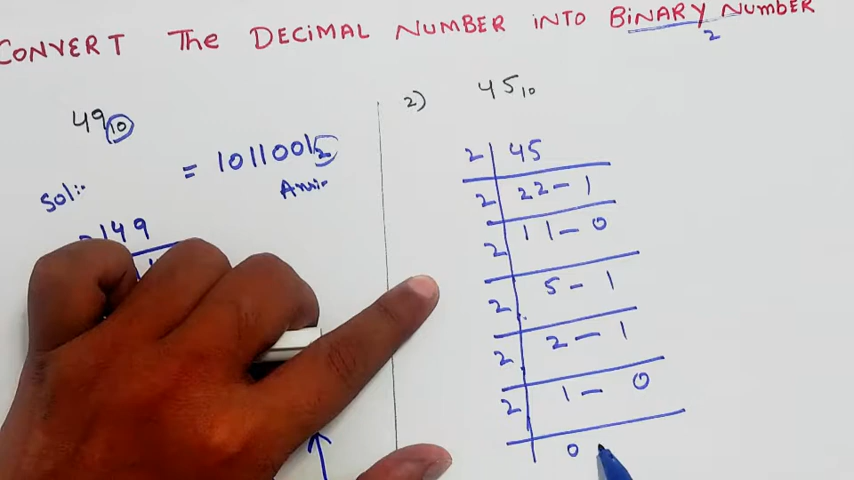 CONVERT The DECIMAL NUMBER iNTO BiNARY NUMBER
2
49 10
= 1011001 2
Ans:-
Sol:-
2 149
2) 45 10
2 45
2 22 - 1
2 11 - 0
2 5 - 1
2 2 - 1
2 1 - 0
0